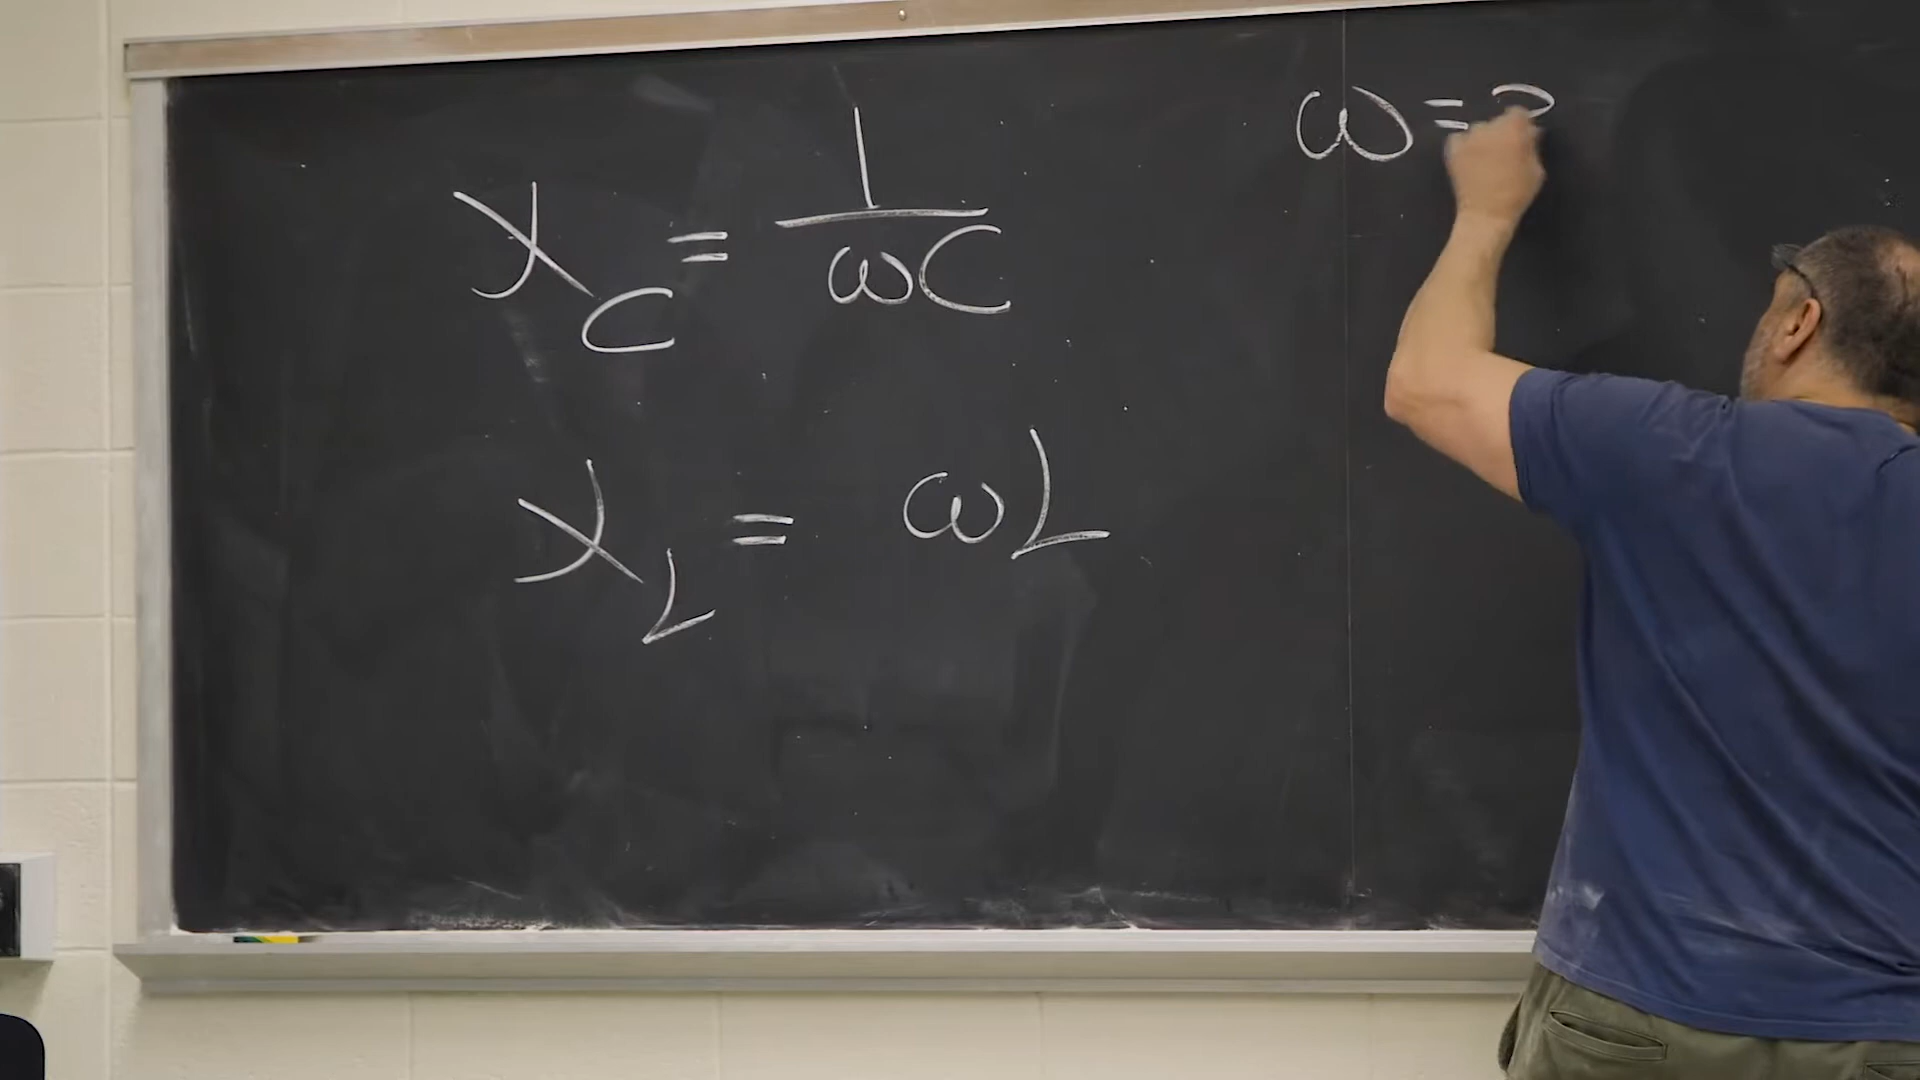 X_C = 1/ωC
ω =
X_L = ωL